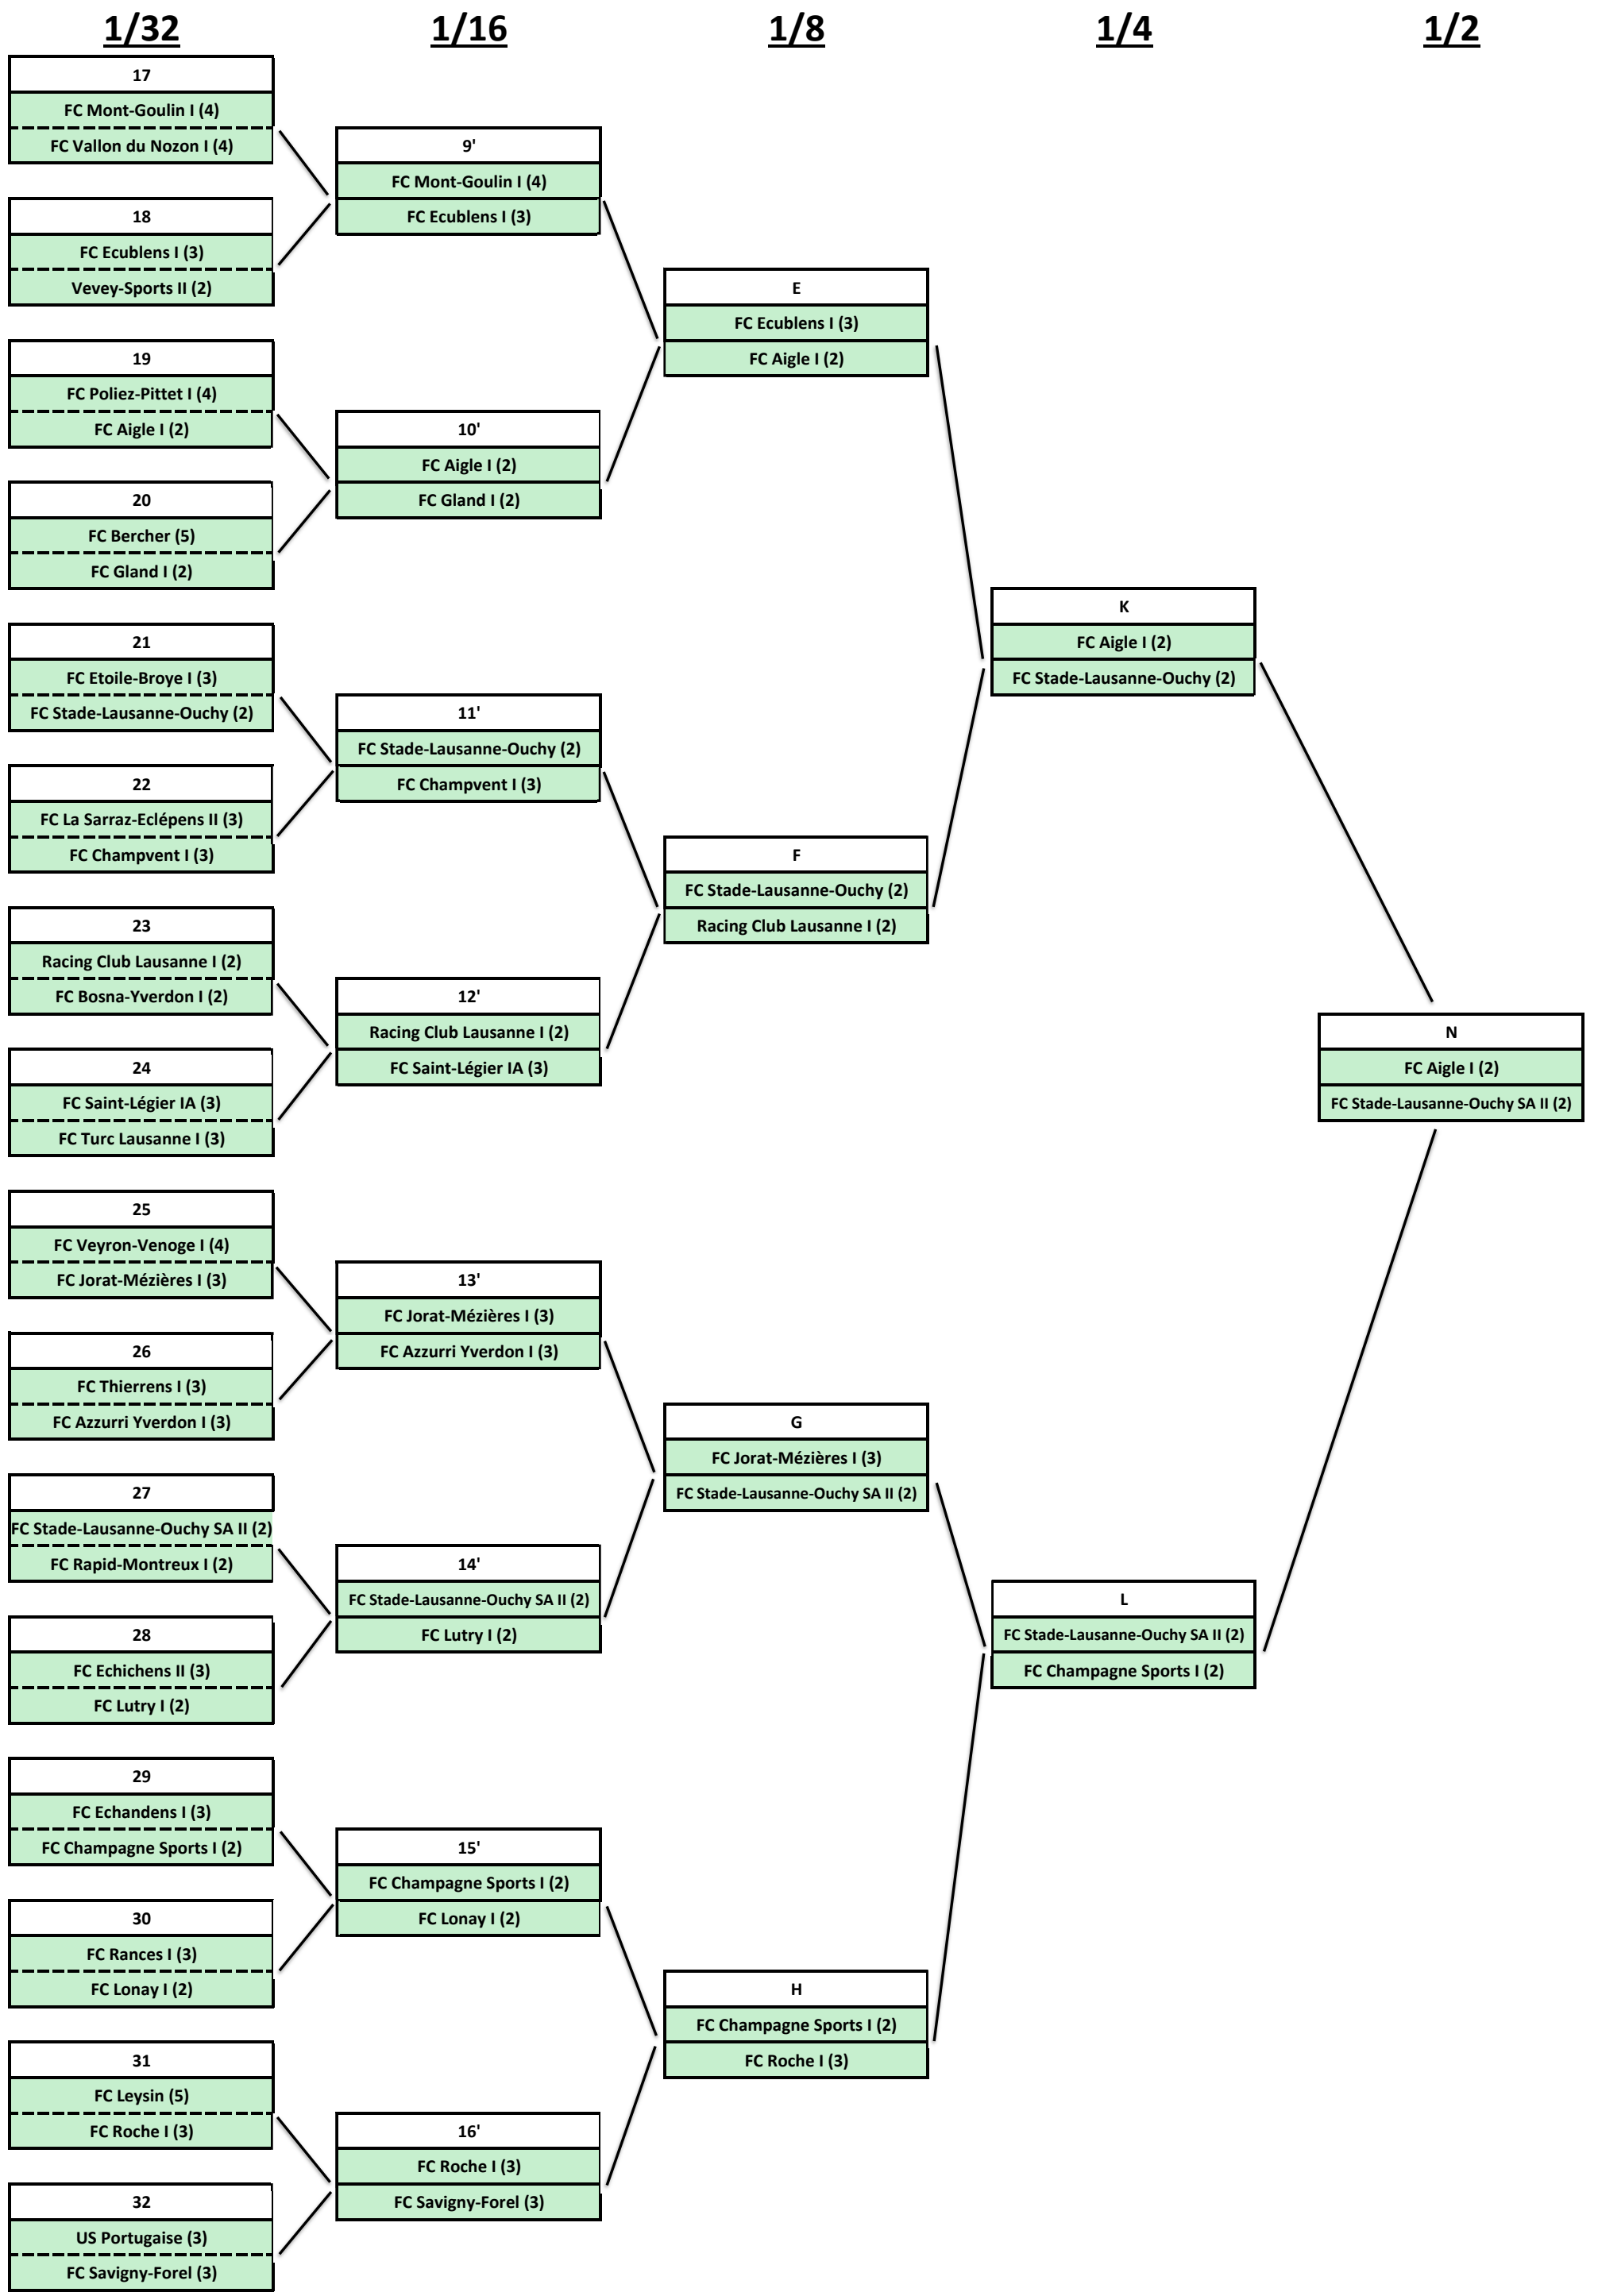 1/32
1/16
1/8
1/4
1/2
17
FC Mont-Goulin I (4)
FC Vallon du Nozon I (4)
18
FC Ecublens I (3)
Vevey-Sports II (2)
19
FC Poliez-Pittet I (4)
FC Aigle I (2)
20
FC Bercher (5)
FC Gland I (2)
21
FC Etoile-Broye I (3)
FC Stade-Lausanne-Ouchy (2)
22
FC La Sarraz-Eclépens II (3)
FC Champvent I (3)
23
Racing Club Lausanne I (2)
FC Bosna-Yverdon I (2)
24
FC Saint-Légier IA (3)
FC Turc Lausanne I (3)
25
FC Veyron-Venoge I (4)
FC Jorat-Mézières I (3)
26
FC Thierrens I (3)
FC Azzurri Yverdon I (3)
27
FC Stade-Lausanne-Ouchy SA II (2)
FC Rapid-Montreux I (2)
28
FC Echichens II (3)
FC Lutry I (2)
29
FC Echandens I (3)
FC Champagne Sports I (2)
30
FC Rances I (3)
FC Lonay I (2)
31
FC Leysin (5)
FC Roche I (3)
32
US Portugaise (3)
FC Savigny-Forel (3)
9'
FC Mont-Goulin I (4)
FC Ecublens I (3)
10'
FC Aigle I (2)
FC Gland I (2)
11'
FC Stade-Lausanne-Ouchy (2)
FC Champvent I (3)
12'
Racing Club Lausanne I (2)
FC Saint-Légier IA (3)
13'
FC Jorat-Mézières I (3)
FC Azzurri Yverdon I (3)
14'
FC Stade-Lausanne-Ouchy SA II (2)
FC Lutry I (2)
15'
FC Champagne Sports I (2)
FC Lonay I (2)
16'
FC Roche I (3)
FC Savigny-Forel (3)
E
FC Ecublens I (3)
FC Aigle I (2)
F
FC Stade-Lausanne-Ouchy (2)
Racing Club Lausanne I (2)
G
FC Jorat-Mézières I (3)
FC Stade-Lausanne-Ouchy SA II (2)
H
FC Champagne Sports I (2)
FC Roche I (3)
K
FC Aigle I (2)
FC Stade-Lausanne-Ouchy (2)
L
FC Stade-Lausanne-Ouchy SA II (2)
FC Champagne Sports I (2)
N
FC Aigle I (2)
FC Stade-Lausanne-Ouchy SA II (2)